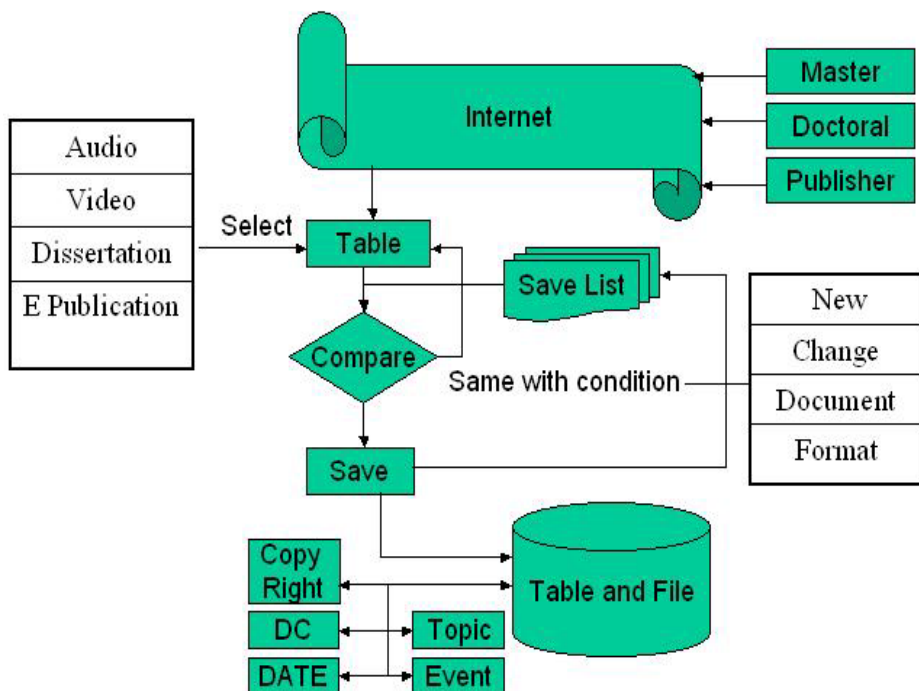 Master
Internet
Doctoral
Publisher
Audio
Video
Dissertation
E Publication
Select
Table
Save List
Compare
Same with condition
New
Change
Document
Format
Save
Copy
Right
Table and File
DC
Topic
DATE
Event